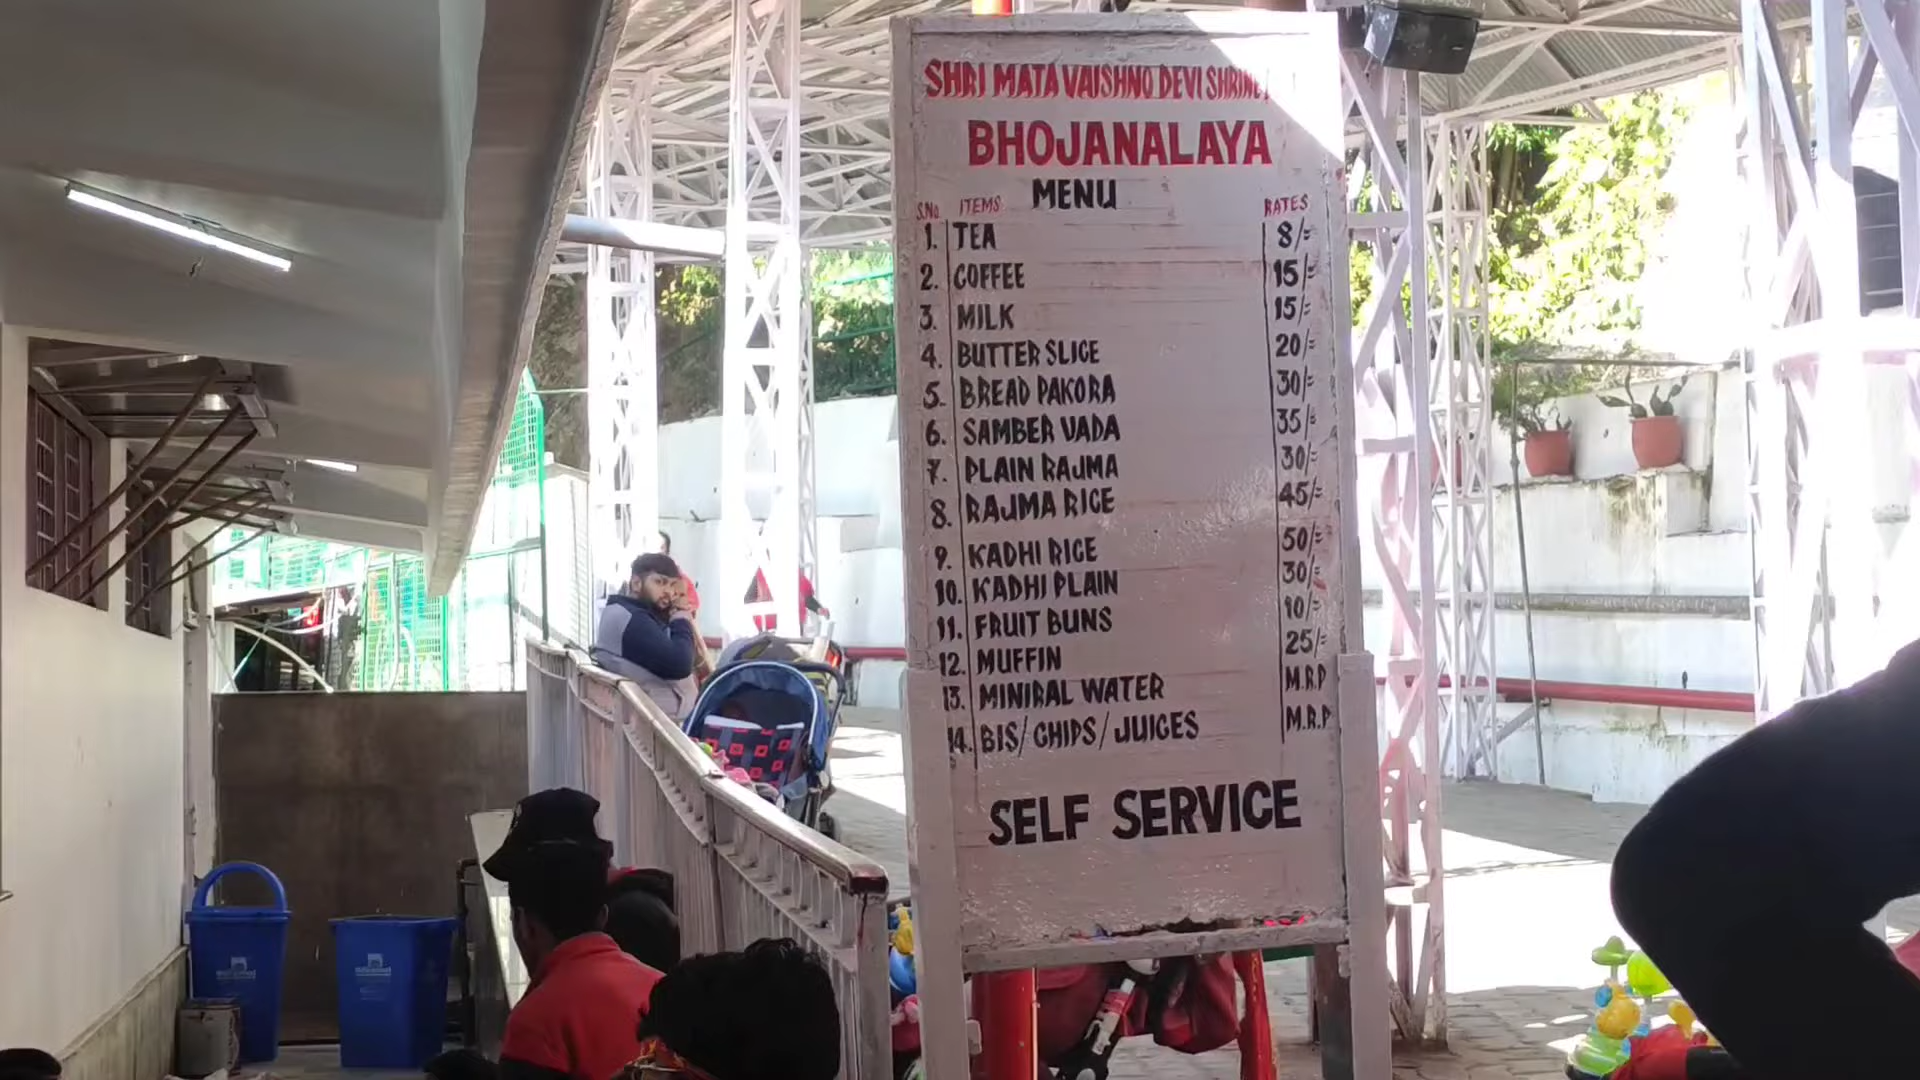 SHRI MATA VAISHNO DEVI SHRINE
BHOJANALAYA
MENU
S.No. ITEMS RATES
1. TEA 8/=
2. COFFEE 15/=
3. MILK 15/=
4. BUTTER SLICE 20/=
5. BREAD PAKORA 30/=
6. SAMBER VADA 35/=
7. PLAIN RAJMA 30/=
8. RAJMA RICE 45/=
9. KADHI RICE 50/=
10. KADHI PLAIN 30/=
11. FRUIT BUNS 10/=
12. MUFFIN 25/=
13. MINIRAL WATER M.R.P
14. BIS/ CHIPS/ JUICES M.R.P
SELF SERVICE